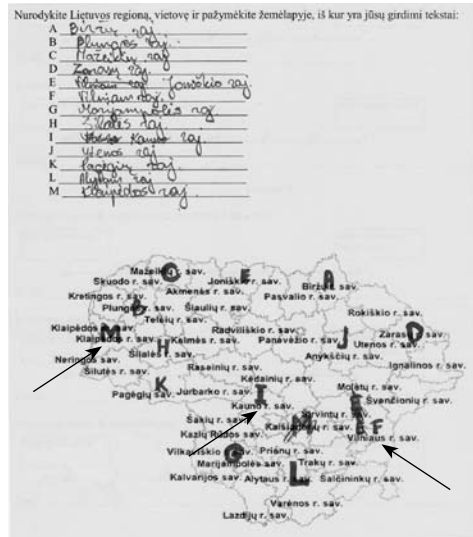 Nurodykite Lietuvos regioną, vietovę ir pažymėkite žemėlapyje, iš kur yra jūsų girdimi tekstai:
A Biržų raj.
B Plungės raj.
C Mažeikių raj.
D Zarasų raj.
E Joniškio raj.
F Vilniaus raj.
G Marijampolės raj
H Šilalės raj
I Kauno raj.
J Utenos raj
K Pagėgių raj.
L Alytaus raj
M Klaipėdos raj
Mažeikių r. sav.
C E A
Skuodo r. sav. Joniškio r. sav. Biržų r. sav.
Akmenės r. sav. Pasvalio r. sav.
Kretingos r. sav.
Plungės r. sav. Šiaulių r. sav. Rokiškio r. sav.
Telšių r. sav.
Klaipėdos sav. Radviliškio r. sav. Zarasų r. sav.
M J D
Klaipėdos r. sav. Kelmės r. sav. Panevėžio r. sav. Utenos r. sav.
H
Šilalės r. sav. Anykščių r. sav.
Neringos sav. Raseinių r. sav. Ignalinos r. sav.
Šilutės r. sav. Kėdainių r. sav.
K I Molėtų r. sav.
Pagėgių sav. Jurbarko r. sav. Švenčionių r. sav.
Kauno r. sav. E
Šakių r. sav. Širvintų r. sav.
M F
Kaišiadorių r. sav.
Kazlų Rūdos sav. Vilniaus r. sav.
Vilkaviškio r. sav. Prienų r. sav.
G
Marijampolės sav. L Trakų r. sav.
Kalvarijos sav. Alytaus r. sav. Šalčininkų r. sav.
Varėnos r. sav.
Lazdijų r. sav.